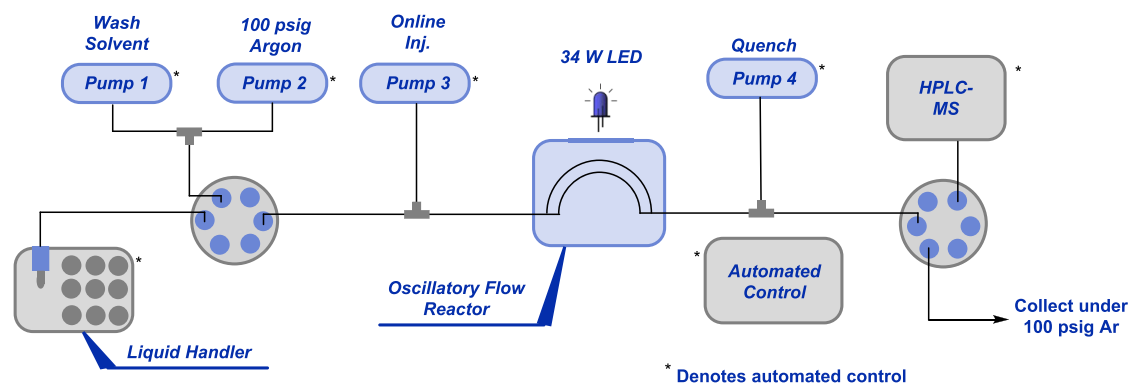 Wash
Solvent
Pump 1 *
100 psig
Argon
Pump 2 *
Online
Inj.
Pump 3 *
34 W LED
Quench
Pump 4 *
HPLC-
MS
*
*
Liquid Handler
Oscillatory Flow
Reactor
*
Automated
Control
Collect under
100 psig Ar
* Denotes automated control